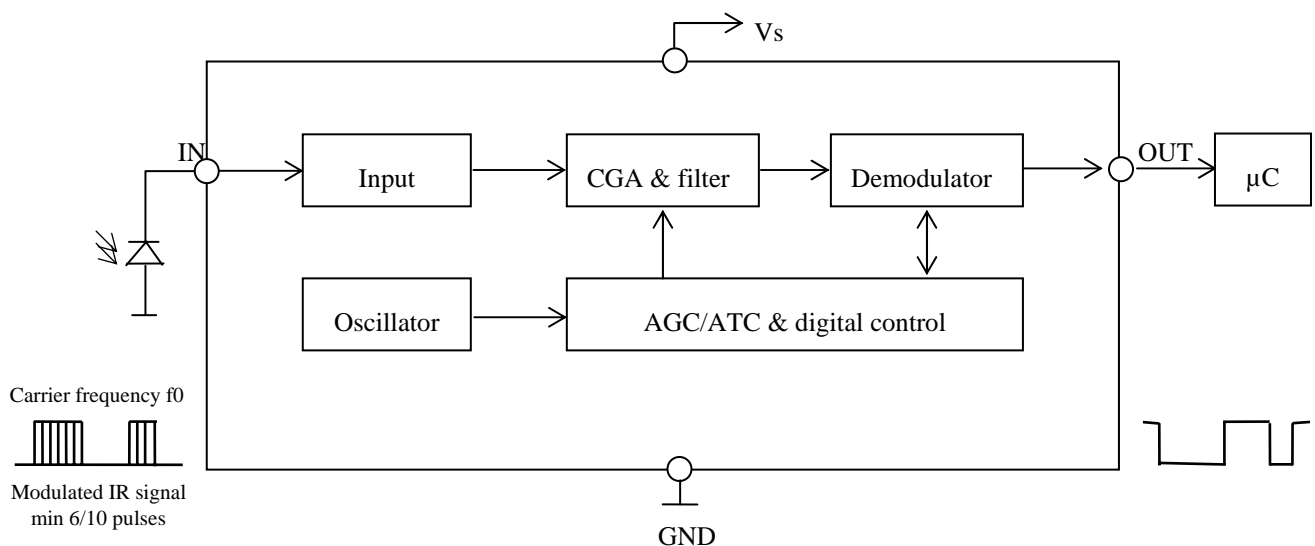 Vs
IN
OUT
Input
CGA & filter
Demodulator
µC
Oscillator
AGC/ATC & digital control
Carrier frequency f0
Modulated IR signal
min 6/10 pulses
GND